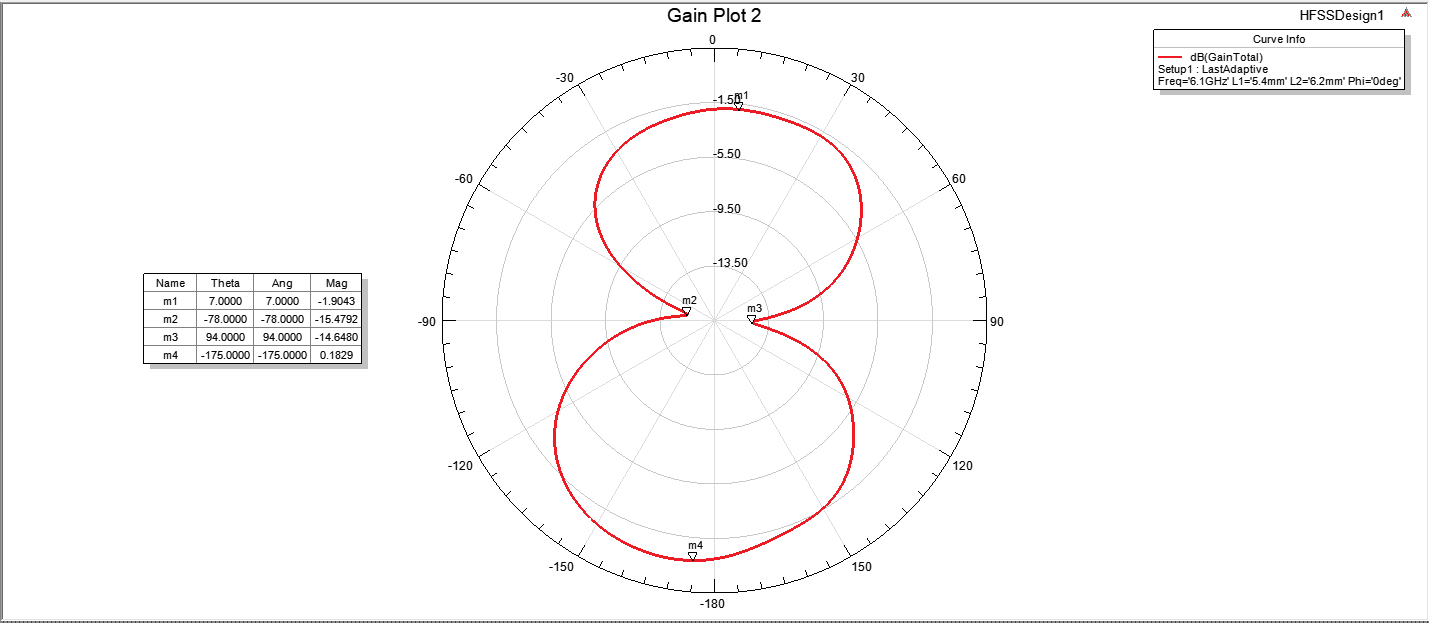 Gain Plot 2
HFSSDesign1
Curve Info
dB(GainTotal)
Setup1 : LastAdaptive
Freq='6.1GHz' L1='5.4mm' L2='6.2mm' Phi='0deg'
0
-30
30
-60
60
-90
90
-120
120
-150
150
-180
-1.50
m1
-5.50
-9.50
-13.50
m2
m3
m4
Name Theta Ang Mag
m1 7.0000 7.0000 -1.9043
m2 -78.0000 -78.0000 -15.4792
m3 94.0000 94.0000 -14.6480
m4 -175.0000 -175.0000 0.1829